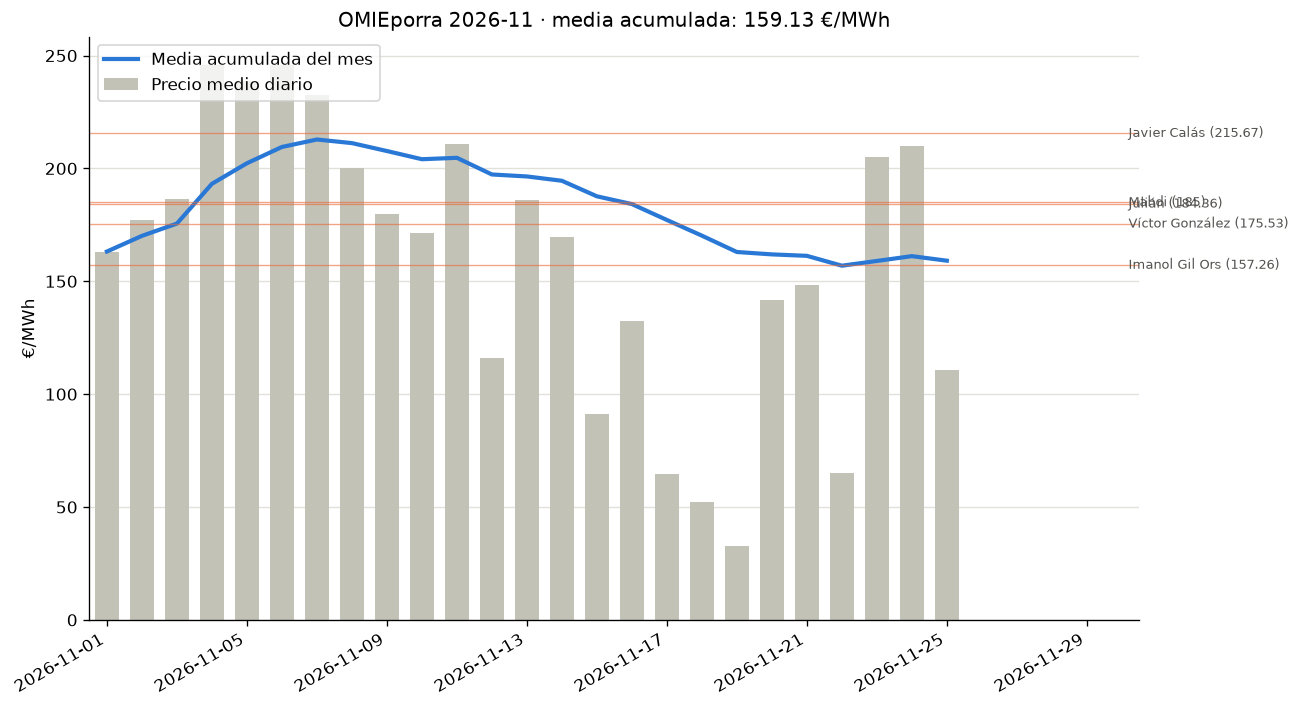 OMIEporra 2026-11 · media acumulada: 159.13 €/MWh
Media acumulada del mes
Precio medio diario
€/MWh
250
200
150
100
50
0
Javier Calás (215.67)
Víctor González (175.53)
Imanol Gil Ors (157.26)
2026-11-01
2026-11-05
2026-11-09
2026-11-13
2026-11-17
2026-11-21
2026-11-25
2026-11-29